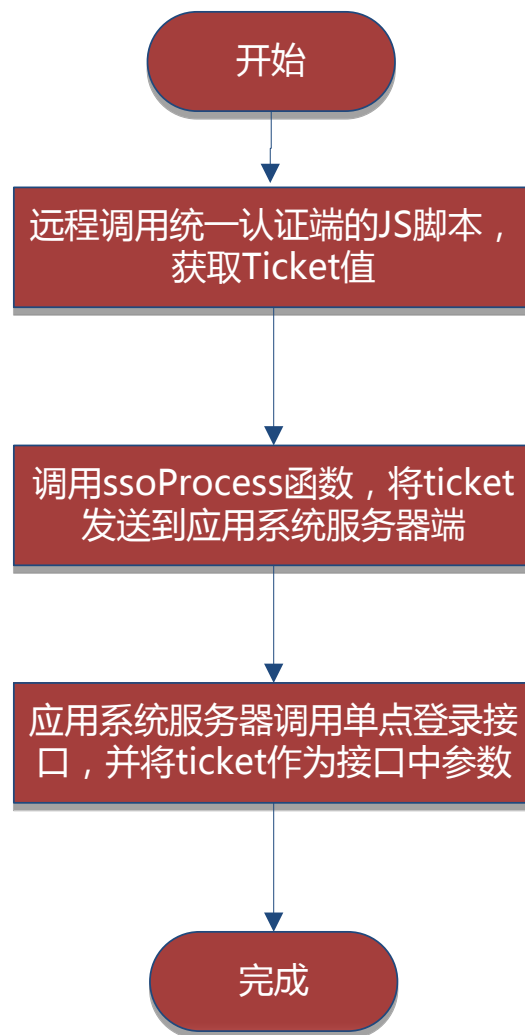 开始
远程调用统一认证端的JS脚本，
获取Ticket值
调用ssoProcess函数，将ticket
发送到应用系统服务器端
应用系统服务器调用单点登录接
口，并将ticket作为接口中参数
完成